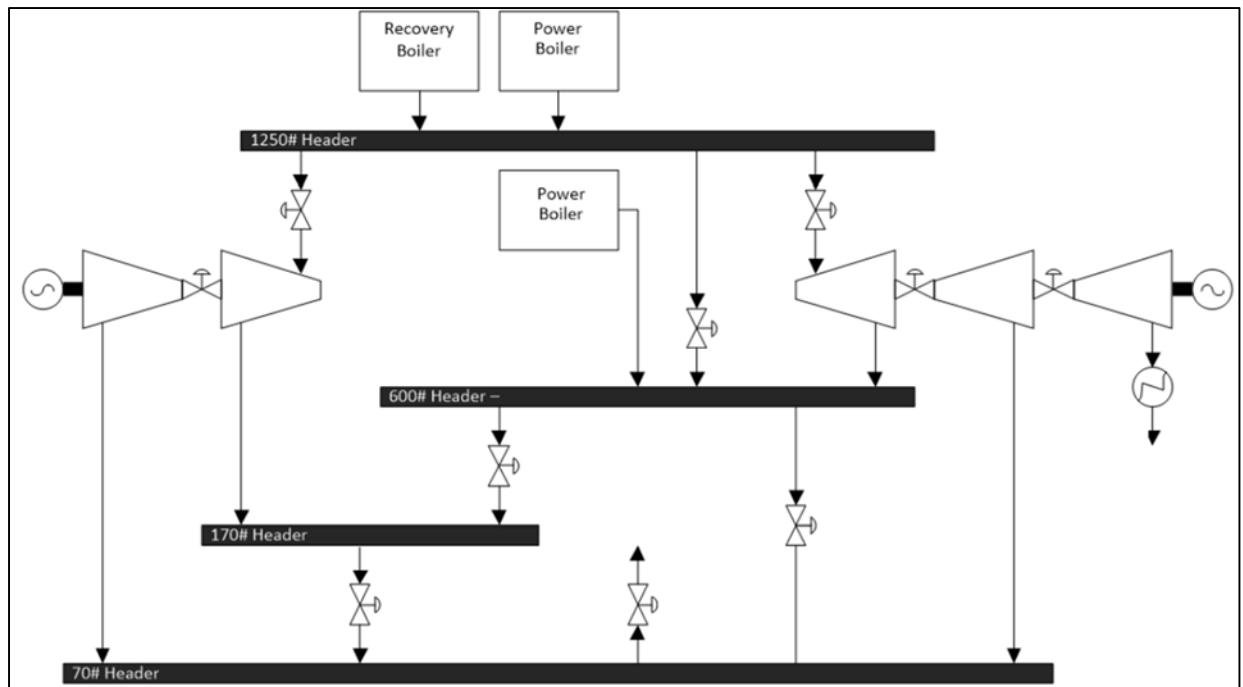 Recovery
Boiler
Power
Boiler
1250# Header
Power
Boiler
600# Header –
170# Header
70# Header